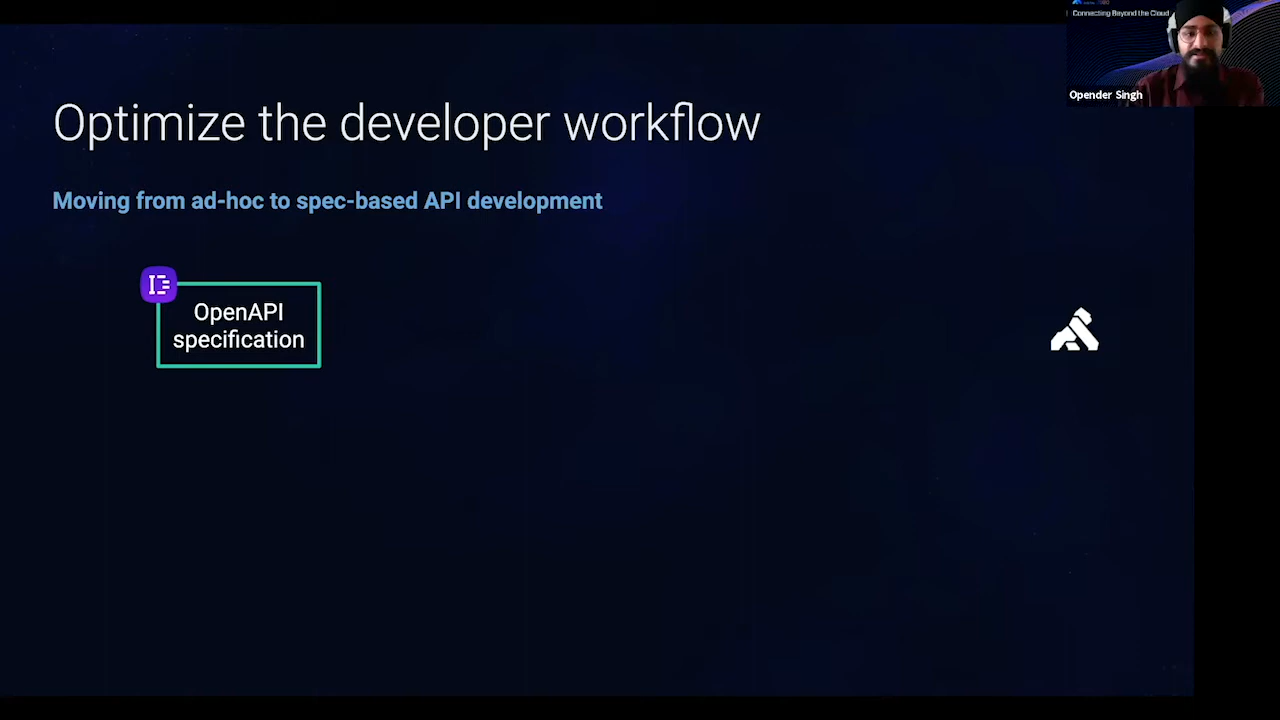 Connecting Beyond the Cloud
Opender Singh
Optimize the developer workflow
Moving from ad-hoc to spec-based API development
OpenAPI
specification